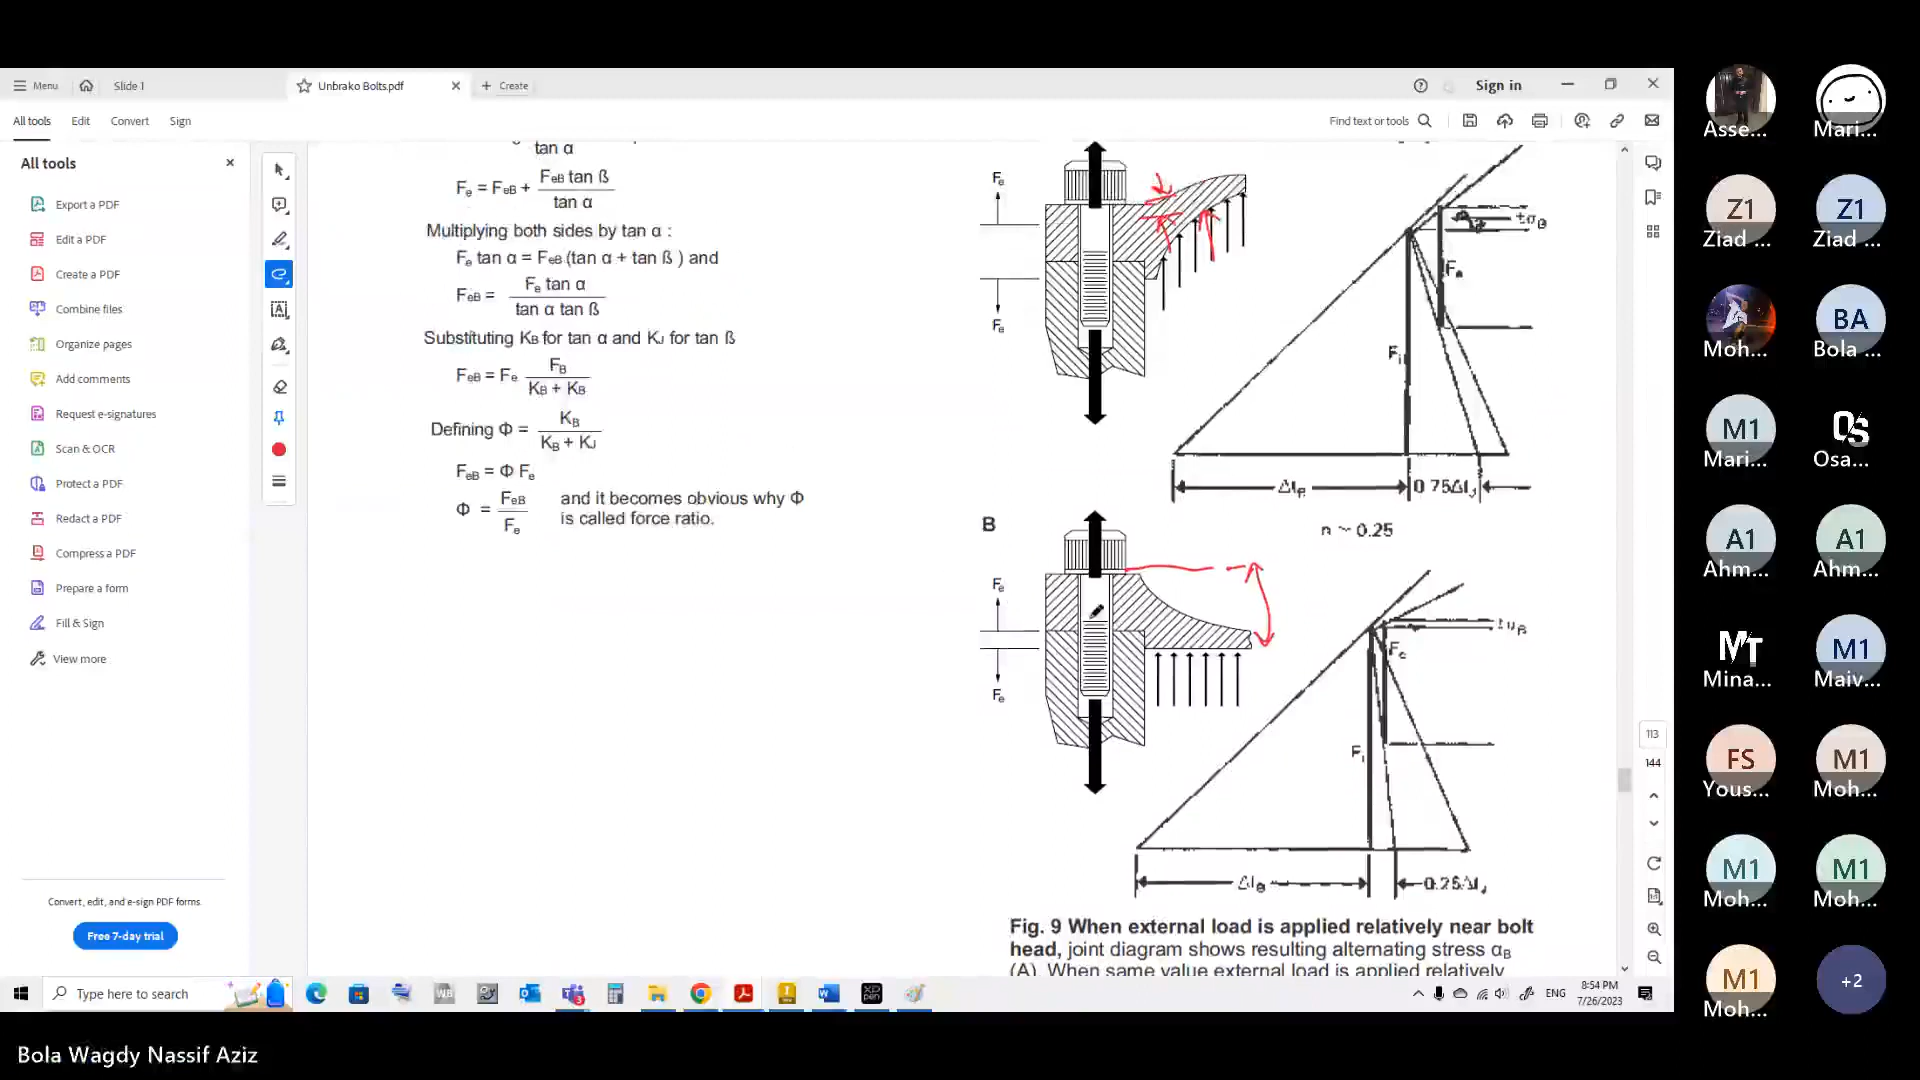 Menu
Slide 1
Unbrako Bolts.pdf
Create
Sign in
All tools
Edit
Convert
Sign
Find text or tools
All tools
Export a PDF
Edit a PDF
Create a PDF
Combine files
Organize pages
Add comments
Request e-signatures
Scan & OCR
Protect a PDF
Redact a PDF
Compress a PDF
Prepare a form
Fill & Sign
View more
Convert, edit, and e-sign PDF forms.
Free 7-day trial
tan α
Fe = FeB + FeB tan ß / tan α
Multiplying both sides by tan α :
Fe tan α = FeB (tan α + tan ß ) and
FeB = Fe tan α / tan α tan ß
Substituting KB for tan α and KJ for tan ß
FeB = Fe FB / KB + KB
Defining Φ = KB / KB + KJ
FeB = Φ Fe
Φ = FeB / Fe and it becomes obvious why Φ
is called force ratio.
Fe
Fe
Fe
Fi
ΔlB
0 75ΔlJ
n ~ 0.25
B
Fe
Fe
Fe
Fi
ΔlB
0.25ΔlJ
Fig. 9 When external load is applied relatively near bolt
head, joint diagram shows resulting alternating stress αB
(A). When same value external load is applied relatively
113
144
Type here to search
ENG
8:54 PM
7/26/2023
Asse...
Mari...
Z1
Ziad ...
Z1
Ziad ...
Moh...
BA
Bola ...
M1
Mari...
OS
Osa...
A1
Ahm...
A1
Ahm...
MT
Mina...
M1
Maiv...
FS
Yous...
M1
Moh...
M1
Moh...
M1
Moh...
M1
Moh...
+2
Bola Wagdy Nassif Aziz